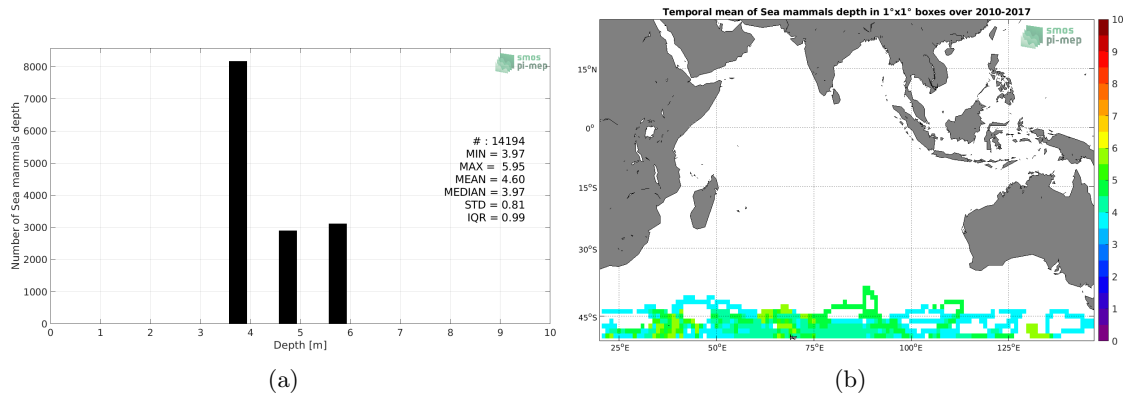 Number of Sea mammals depth
8000
7000
6000
5000
4000
3000
2000
1000
0
0 1 2 3 4 5 6 7 8 9 10
Depth [m]
smos
pi-mep
# : 14194
MIN = 3.97
MAX = 5.95
MEAN = 4.60
MEDIAN = 3.97
STD = 0.81
IQR = 0.99
(a)
Temporal mean of Sea mammals depth in 1°x1° boxes over 2010-2017
smos
pi-mep
15°N
0°
15°S
30°S
45°S
25°E 50°E 75°E 100°E 125°E
10
9
8
7
6
5
4
3
2
1
0
(b)